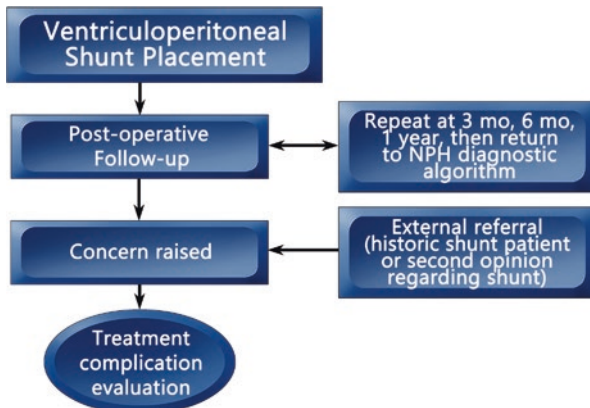 Ventriculoperitoneal
Shunt Placement
Post-operative
Follow-up
Repeat at 3 mo, 6 mo,
1 year, then return
to NPH diagnostic
algorithm
Concern raised
External referral
(historic shunt patient
or second opinion
regarding shunt)
Treatment
complication
evaluation